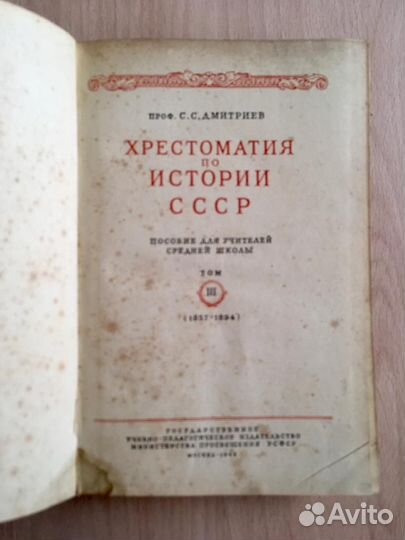 ПРОФ. С.С.ДМИТРИЕВ
ХРЕСТОМАТИЯ
ПО
ИСТОРИИ
СССР
ПОСОБИЕ ДЛЯ УЧИТЕЛЕЙ
СРЕДНЕЙ ШКОЛЫ
ТОМ
III
(1857-1894)
ГОСУДАРСТВЕННОЕ
УЧЕБНО-ПЕДАГОГИЧЕСКОЕ ИЗДАТЕЛЬСТВО
МИНИСТЕРСТВА ПРОСВЕЩЕНИЯ РСФСР
МОСКВА
Avito